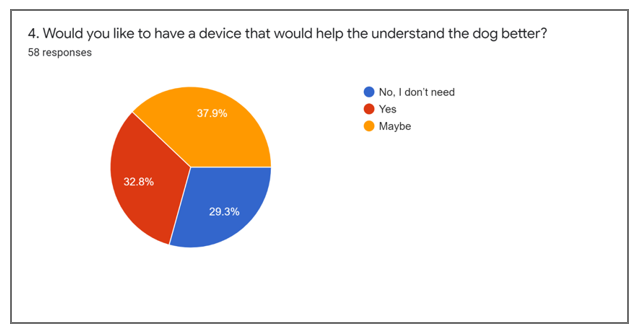 4. Would you like to have a device that would help the understand the dog better?
58 responses
No, I don't need
Yes
Maybe
37.9%
32.8%
29.3%